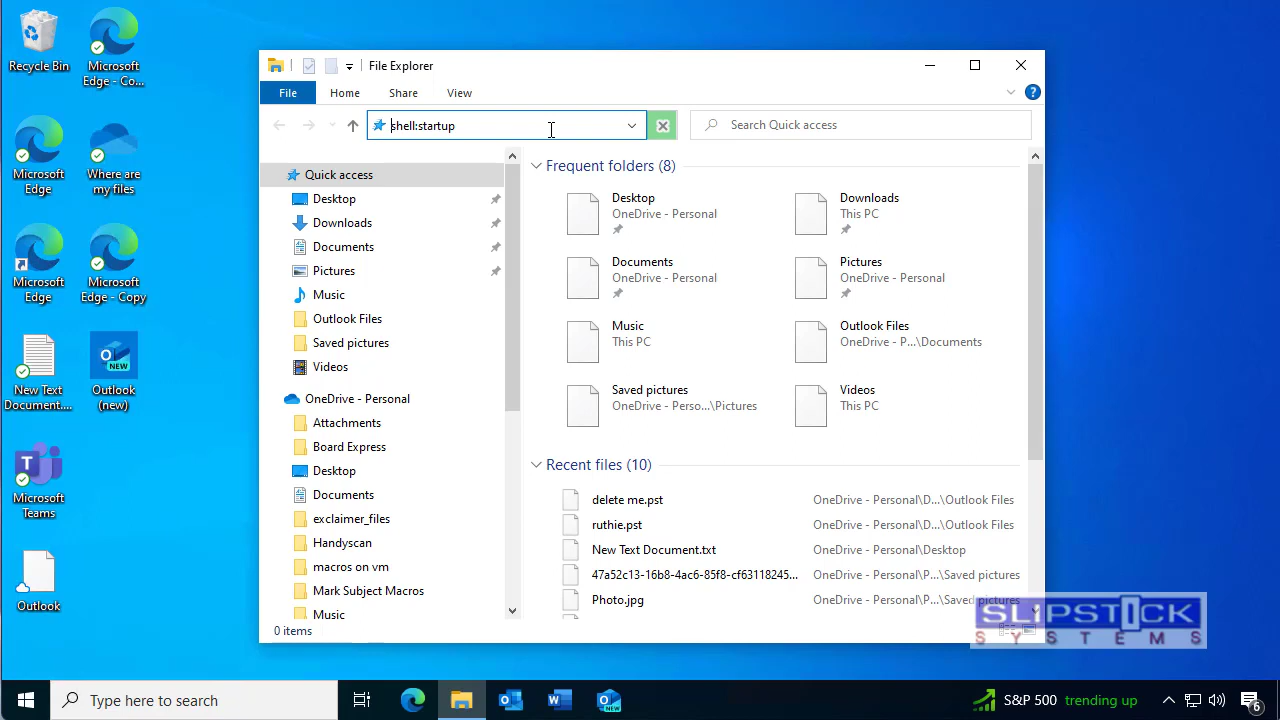 Recycle Bin
Microsoft
Edge - Co...
Microsoft
Edge
Where are
my files
Microsoft
Edge
Microsoft
Edge - Copy
New Text
Document....
NEW
Outlook
(new)
Microsoft
Teams
Outlook
File Explorer
File
Home
Share
View
shell:startup
Search Quick access
Quick access
Desktop
Downloads
Documents
Pictures
Music
Outlook Files
Saved pictures
Videos
OneDrive - Personal
Attachments
Board Express
Desktop
Documents
exclaimer_files
Handyscan
macros on vm
Mark Subject Macros
Music
Frequent folders (8)
Desktop
OneDrive - Personal
Downloads
This PC
Documents
OneDrive - Personal
Pictures
OneDrive - Personal
Music
This PC
Outlook Files
OneDrive - P...\Documents
Saved pictures
OneDrive - Perso...\Pictures
Videos
This PC
Recent files (10)
delete me.pst OneDrive - Personal\D...\Outlook Files
ruthie.pst OneDrive - Personal\D...\Outlook Files
New Text Document.txt OneDrive - Personal\Desktop
47a52c13-16b8-4ac6-85f8-cf63118245... OneDrive - Personal\P...\Saved pictures
Photo.jpg OneDrive - Personal\P...\Saved pictures
0 items
SLIPSTICK
SYSTEMS
Type here to search
NEW
S&P 500 trending up
6